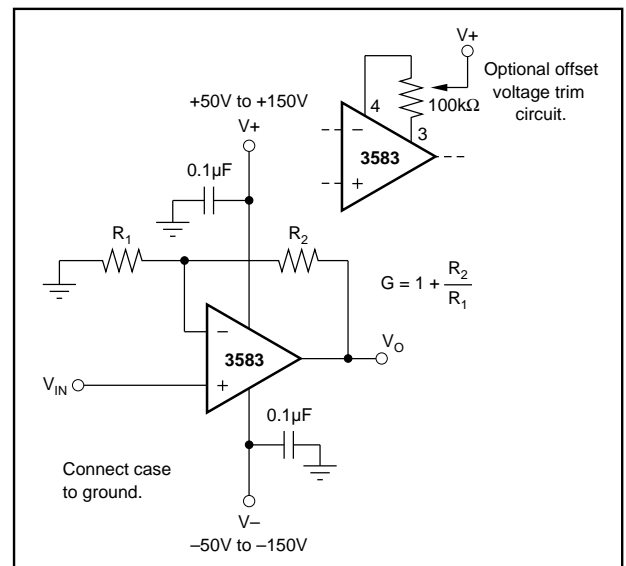 V+
Optional offset
voltage trim
circuit.
100kΩ
4
3
–
3583
+
+50V to +150V
V+
0.1µF
R1
R2
G = 1 + R2
R1
–
3583
+
VO
VIN
0.1µF
Connect case
to ground.
V–
–50V to –150V